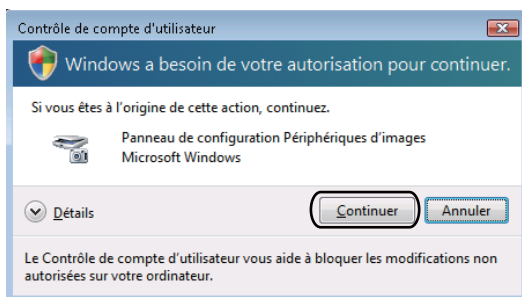 Contrôle de compte d'utilisateur
Windows a besoin de votre autorisation pour continuer.
Si vous êtes à l'origine de cette action, continuez.
Panneau de configuration Périphériques d'images
Microsoft Windows
Détails
Continuer
Annuler
Le Contrôle de compte d'utilisateur vous aide à bloquer les modifications non
autorisées sur votre ordinateur.